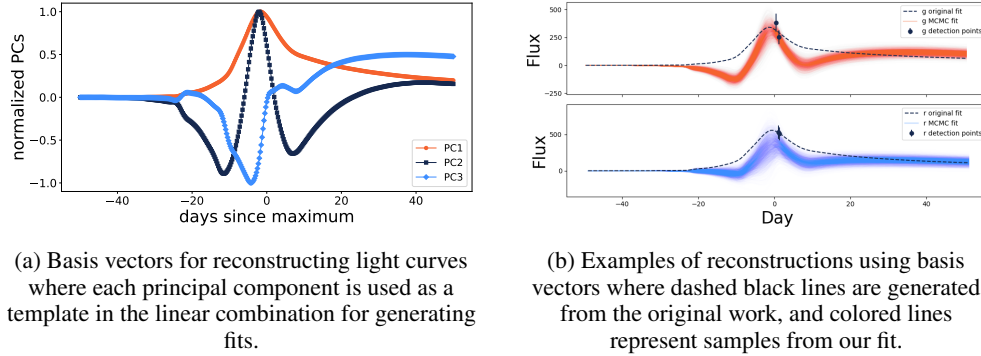 normalized PCs
1.0
0.5
0.0
−0.5
−1.0
−40
−20
0
20
40
days since maximum
PC1
PC2
PC3
Flux
500
250
0
−250
g original fit
g MCMC fit
g detection points
Flux
500
0
r original fit
r MCMC fit
r detection points
−40
−20
0
20
40
Day
(a) Basis vectors for reconstructing light curves
where each principal component is used as a
template in the linear combination for generating
fits.
(b) Examples of reconstructions using basis
vectors where dashed black lines are generated
from the original work, and colored lines
represent samples from our fit.